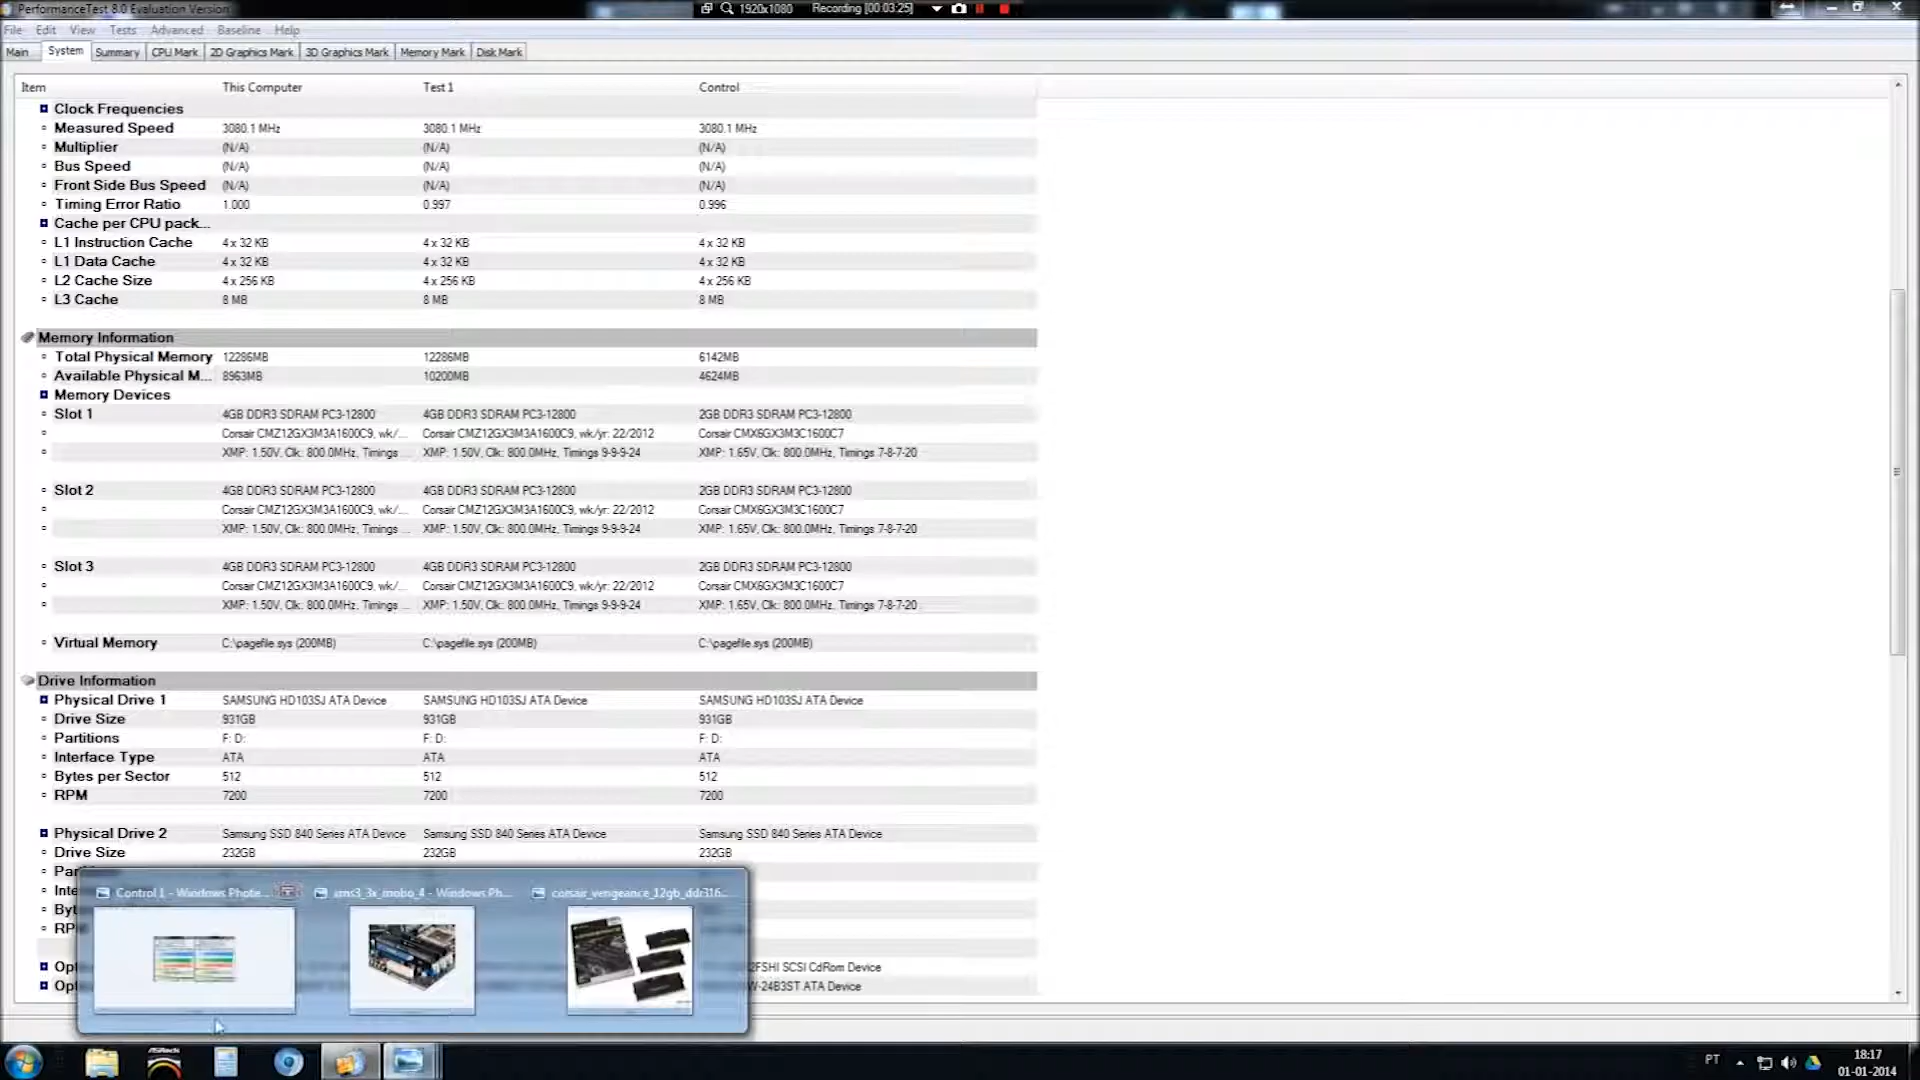 PerformanceTest 8.0 Evaluation Version
1920x1080 Recording [00:03:25]
File Edit View Tests Advanced Baseline Help
Main System Summary CPU Mark 2D Graphics Mark 3D Graphics Mark Memory Mark Disk Mark
Item This Computer Test 1 Control
Clock Frequencies
Measured Speed 3080.1 MHz 3080.1 MHz 3080.1 MHz
Multiplier (N/A) (N/A) (N/A)
Bus Speed (N/A) (N/A) (N/A)
Front Side Bus Speed (N/A) (N/A) (N/A)
Timing Error Ratio 1.000 0.997 0.996
Cache per CPU pack...
L1 Instruction Cache 4 x 32 KB 4 x 32 KB 4 x 32 KB
L1 Data Cache 4 x 32 KB 4 x 32 KB 4 x 32 KB
L2 Cache Size 4 x 256 KB 4 x 256 KB 4 x 256 KB
L3 Cache 8 MB 8 MB 8 MB
Memory Information
Total Physical Memory 12286MB 12286MB 6142MB
Available Physical M... 8963MB 10200MB 4624MB
Memory Devices
Slot 1 4GB DDR3 SDRAM PC3-12800 4GB DDR3 SDRAM PC3-12800 2GB DDR3 SDRAM PC3-12800
Corsair CMZ12GX3M3A1600C9, wk/... Corsair CMZ12GX3M3A1600C9, wk/yr: 22/2012 Corsair CMX6GX3M3C1600C7
XMP: 1.50V, Clk: 800.0MHz, Timings ... XMP: 1.50V, Clk: 800.0MHz, Timings 9-9-9-24 XMP: 1.65V, Clk: 800.0MHz, Timings 7-8-7-20
Slot 2 4GB DDR3 SDRAM PC3-12800 4GB DDR3 SDRAM PC3-12800 2GB DDR3 SDRAM PC3-12800
Corsair CMZ12GX3M3A1600C9, wk/... Corsair CMZ12GX3M3A1600C9, wk/yr: 22/2012 Corsair CMX6GX3M3C1600C7
XMP: 1.50V, Clk: 800.0MHz, Timings ... XMP: 1.50V, Clk: 800.0MHz, Timings 9-9-9-24 XMP: 1.65V, Clk: 800.0MHz, Timings 7-8-7-20
Slot 3 4GB DDR3 SDRAM PC3-12800 4GB DDR3 SDRAM PC3-12800 2GB DDR3 SDRAM PC3-12800
Corsair CMZ12GX3M3A1600C9, wk/... Corsair CMZ12GX3M3A1600C9, wk/yr: 22/2012 Corsair CMX6GX3M3C1600C7
XMP: 1.50V, Clk: 800.0MHz, Timings ... XMP: 1.50V, Clk: 800.0MHz, Timings 9-9-9-24 XMP: 1.65V, Clk: 800.0MHz, Timings 7-8-7-20
Virtual Memory C:\pagefile.sys (200MB) C:\pagefile.sys (200MB) C:\pagefile.sys (200MB)
Drive Information
Physical Drive 1 SAMSUNG HD103SJ ATA Device SAMSUNG HD103SJ ATA Device SAMSUNG HD103SJ ATA Device
Drive Size 931GB 931GB 931GB
Partitions F: D: F: D: F: D:
Interface Type ATA ATA ATA
Bytes per Sector 512 512 512
RPM 7200 7200 7200
Physical Drive 2 Samsung SSD 840 Series ATA Device Samsung SSD 840 Series ATA Device Samsung SSD 840 Series ATA Device
Drive Size 232GB 232GB 232GB
Par
Inte
Byt
RP
Opt 2FSHI SCSI CdRom Device
Opt W-24B3ST ATA Device
Control 1 - Windows Photo... xms3_3x_mobo_4 - Windows Ph... corsair_vengeance_12gb_ddr316...
ASRock
PT 18:17
01-01-2014